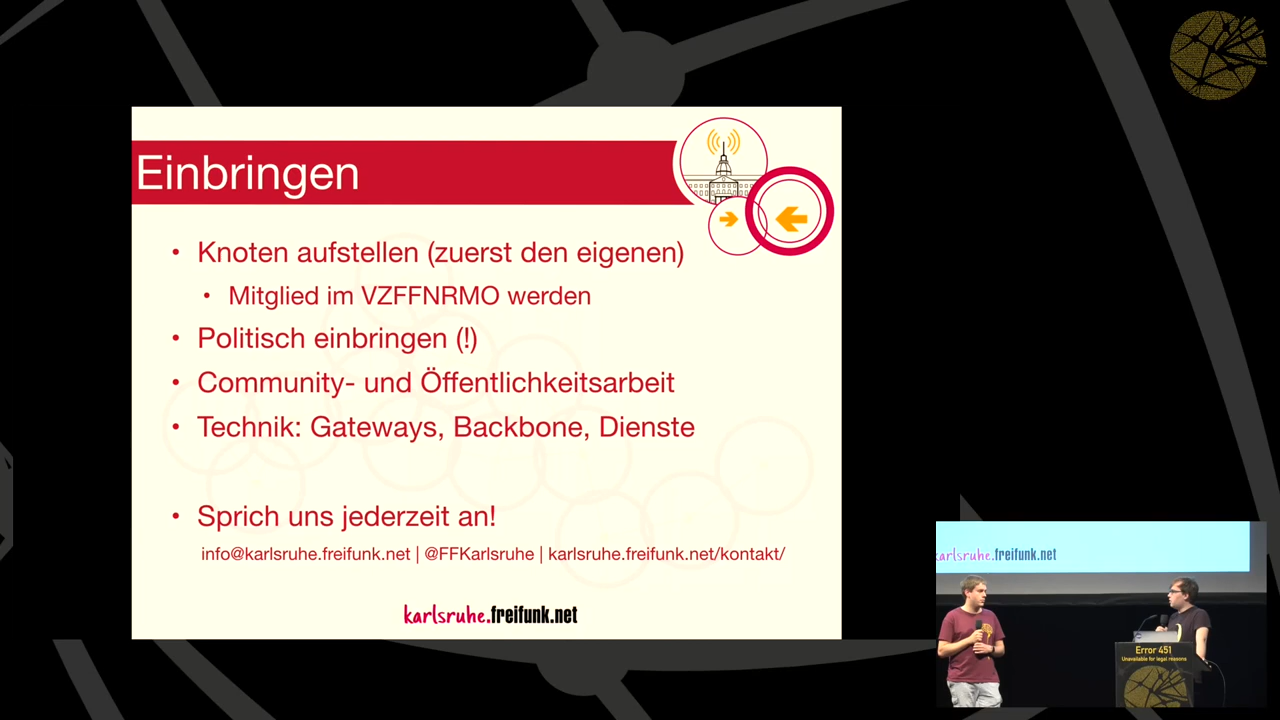 Einbringen
• Knoten aufstellen (zuerst den eigenen)
• Mitglied im VZFFNRMO werden
• Politisch einbringen (!)
• Community- und Öffentlichkeitsarbeit
• Technik: Gateways, Backbone, Dienste
• Sprich uns jederzeit an!
info@karlsruhe.freifunk.net | @FFKarlsruhe | karlsruhe.freifunk.net/kontakt/
karlsruhe.freifunk.net
karlsruhe.freifunk.net
Error 451
Unavailable for legal reasons